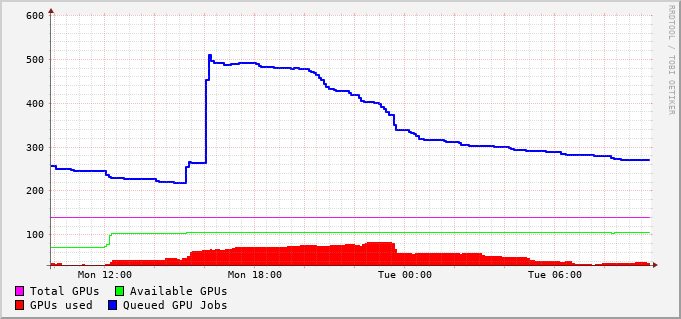 600
500
400
300
200
100
Mon 12:00 Mon 18:00 Tue 00:00 Tue 06:00
Total GPUs Available GPUs
GPUs used Queued GPU Jobs
RRDTOOL / TOBI OETIKER